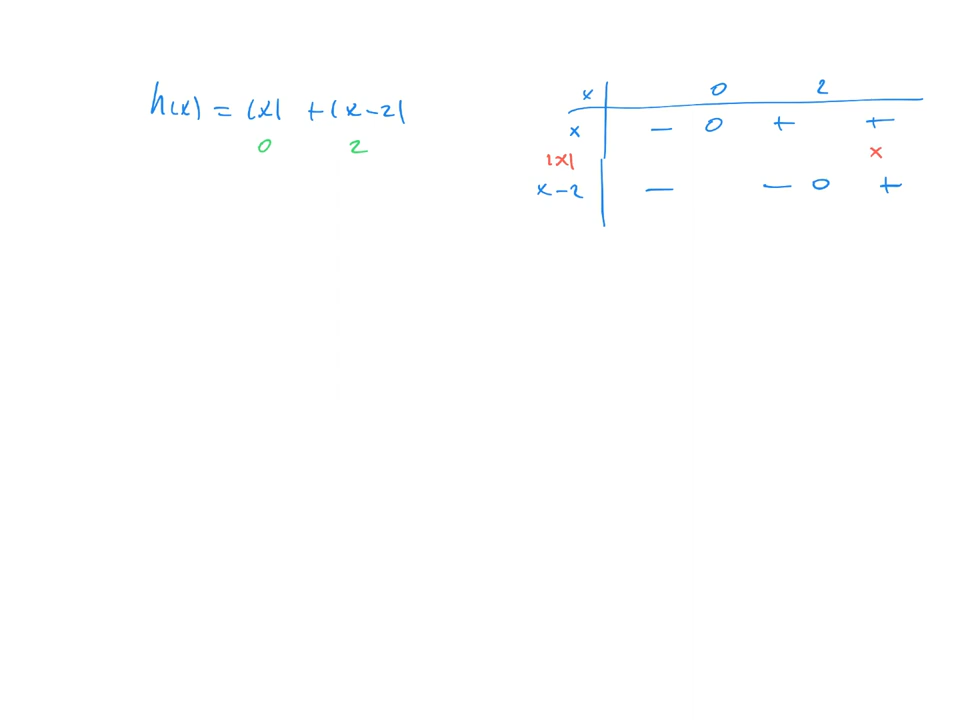 h(x) = |x| + |x-2|
0 2
x 0 2
x - 0 + +
|x| x
x-2 - - 0 +